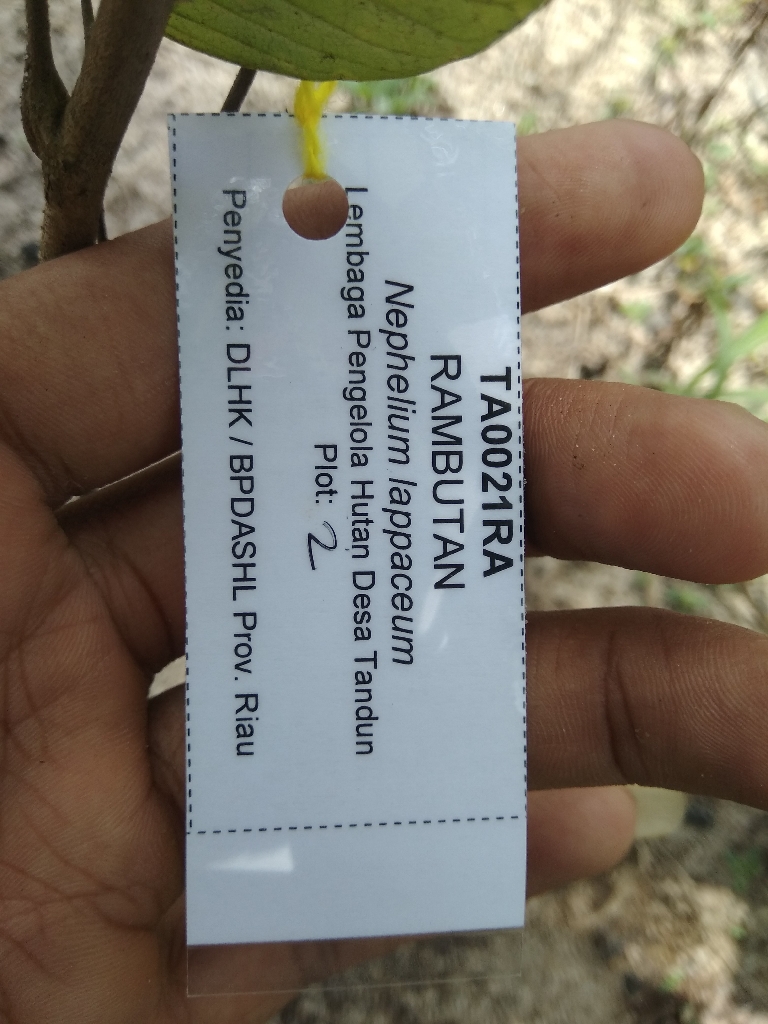 TA0021RA
RAMBUTAN
Nephelium lappaceum
Lembaga Pengelola Hutan Desa Tandun
Plot: 2
Penyedia: DLHK / BPDASHL Prov. Riau